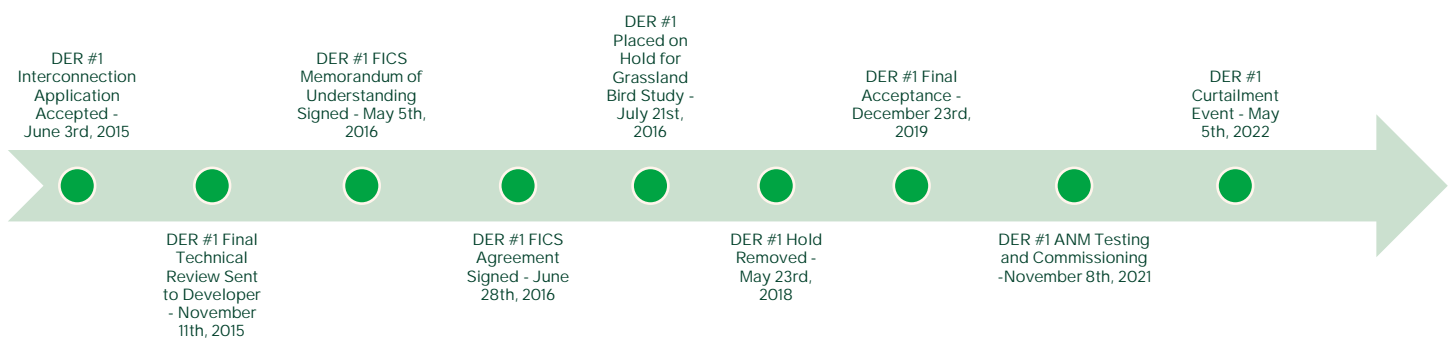 DER #1
Interconnection
Application
Accepted -
June 3rd, 2015
DER #1 Final
Technical
Review Sent
to Developer
- November
11th, 2015
DER #1 FICS
Memorandum of
Understanding
Signed - May 5th,
2016
DER #1 FICS
Agreement
Signed - June
28th, 2016
DER #1
Placed on
Hold for
Grassland
Bird Study -
July 21st,
2016
DER #1 Hold
Removed -
May 23rd,
2018
DER #1 Final
Acceptance -
December 23rd,
2019
DER #1 ANM Testing
and Commissioning
-November 8th, 2021
DER #1
Curtailment
Event - May
5th, 2022